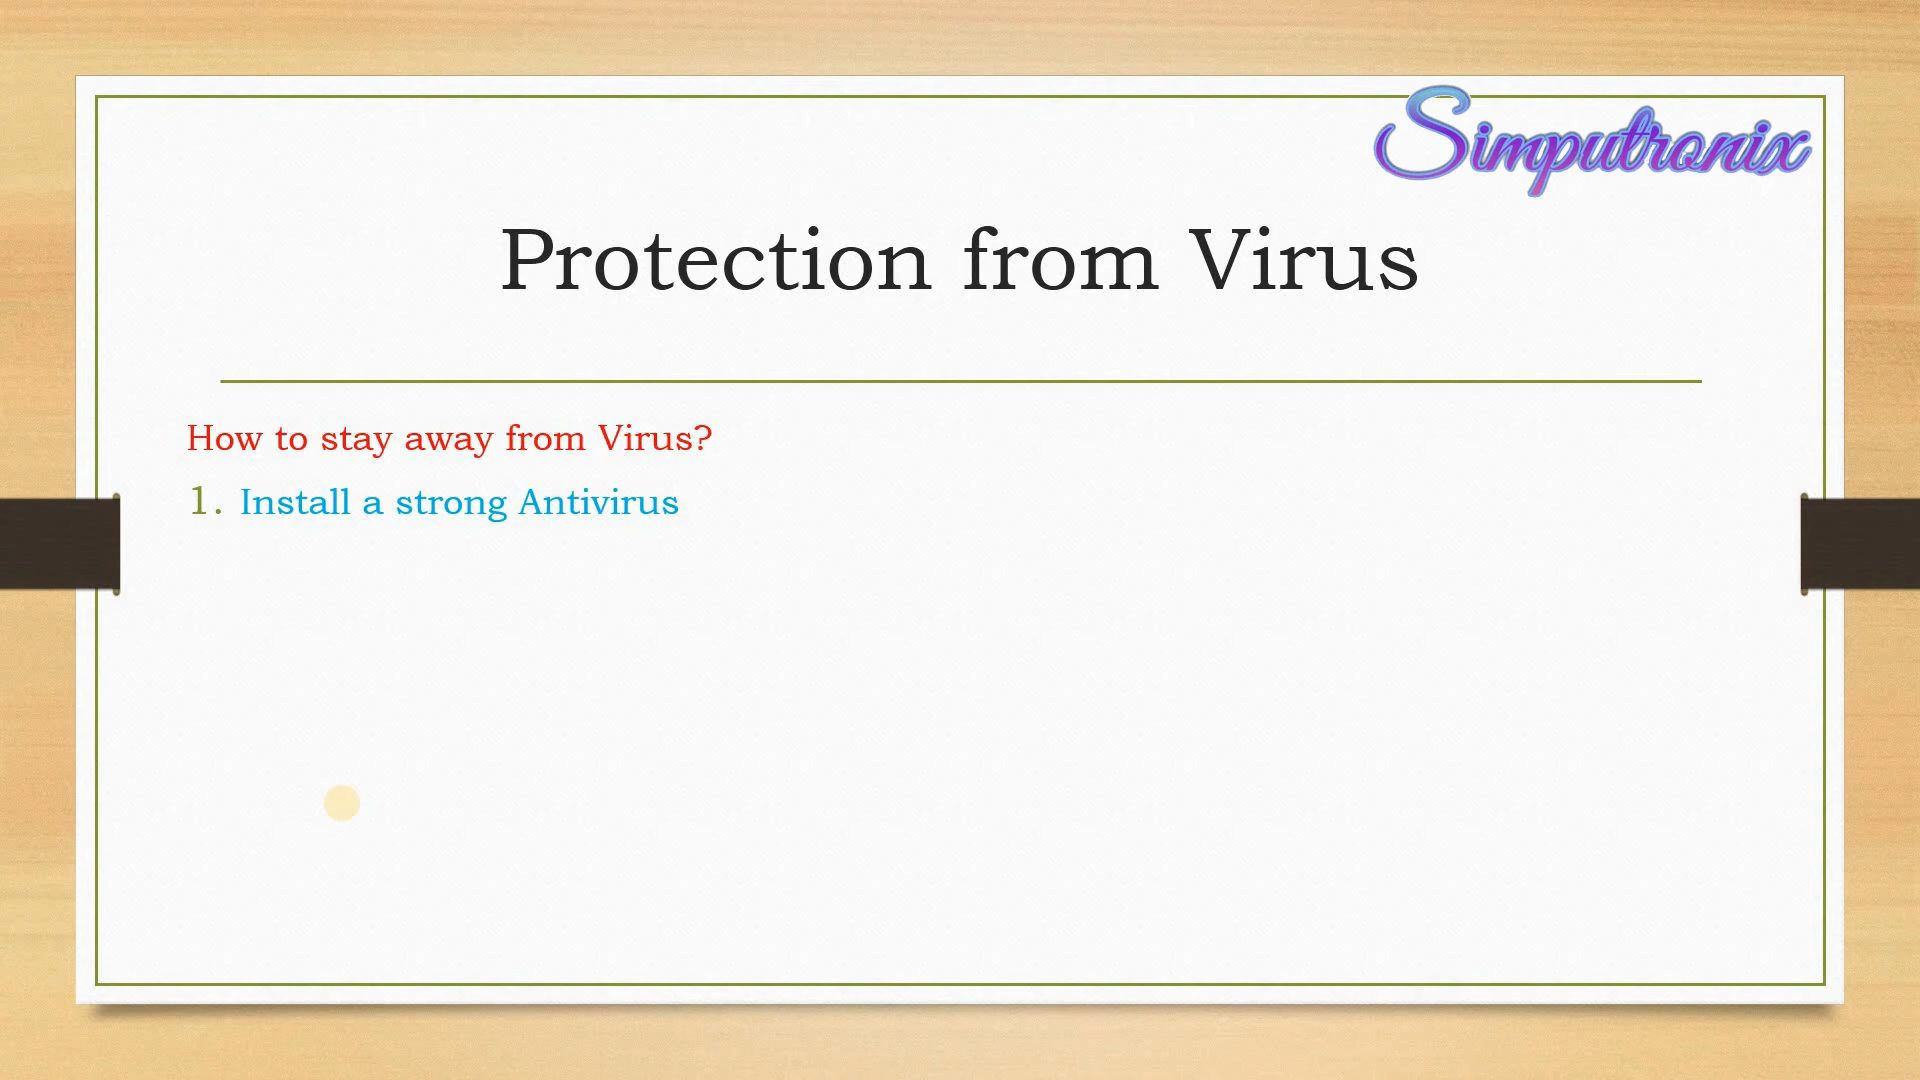 Simputronix
Protection from Virus
How to stay away from Virus?
1. Install a strong Antivirus